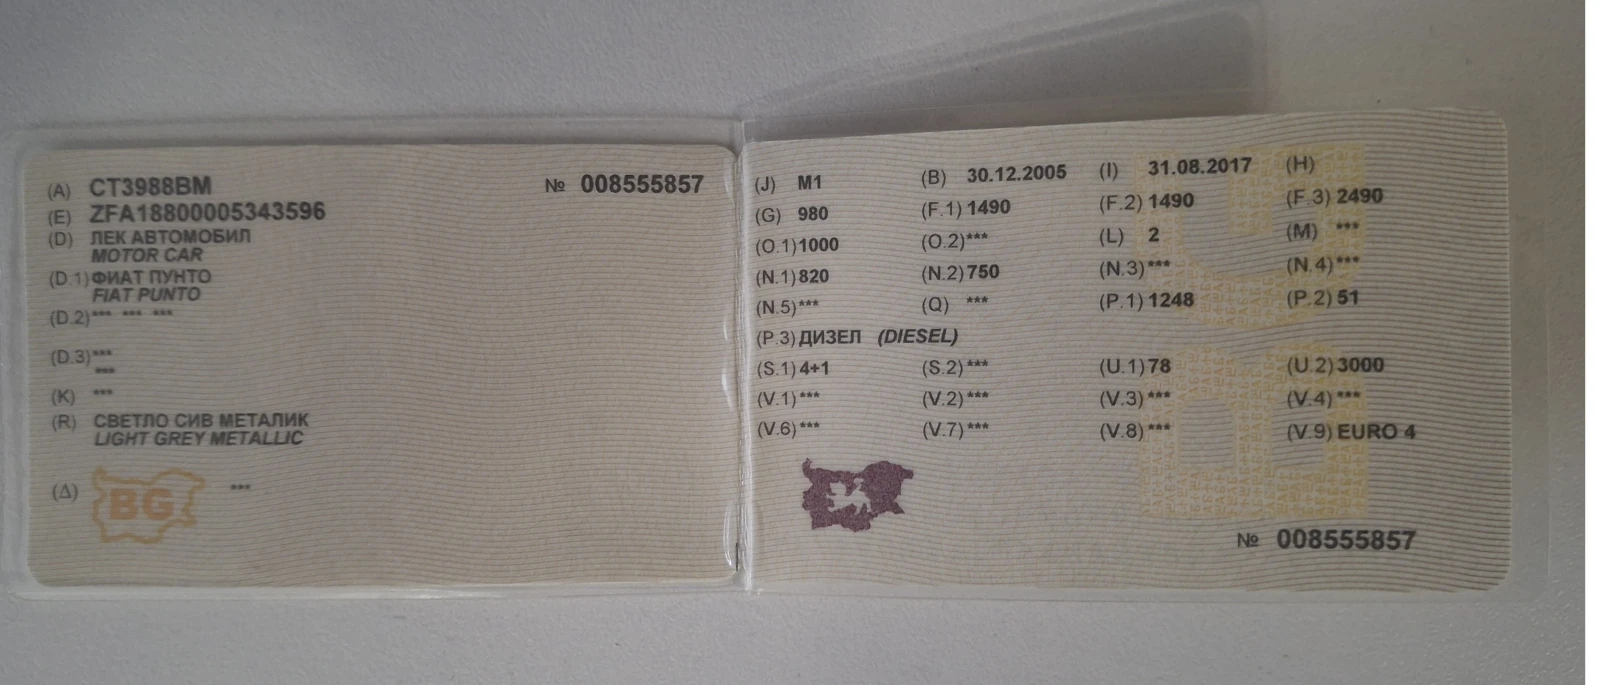 (A) CT3988BM № 008555857
(E) ZFA18800005343596
(D) ЛЕК АВТОМОБИЛ
MOTOR CAR
(D.1) ФИАТ ПУНТО
FIAT PUNTO
(D.2) *** *** ***
(D.3) ***
***
(K) ***
(R) СВЕТЛО СИВ МЕТАЛИК
LIGHT GREY METALLIC
(Δ) BG ***
(J) M1 (B) 30.12.2005 (I) 31.08.2017 (H)
(G) 980 (F.1) 1490 (F.2) 1490 (F.3) 2490
(O.1) 1000 (O.2) *** (L) 2 (M) ***
(N.1) 820 (N.2) 750 (N.3) *** (N.4) ***
(N.5) *** (Q) *** (P.1) 1248 (P.2) 51
(P.3) ДИЗЕЛ (DIESEL)
(S.1) 4+1 (S.2) *** (U.1) 78 (U.2) 3000
(V.1) *** (V.2) *** (V.3) *** (V.4) ***
(V.6) *** (V.7) *** (V.8) *** (V.9) EURO 4
№ 008555857